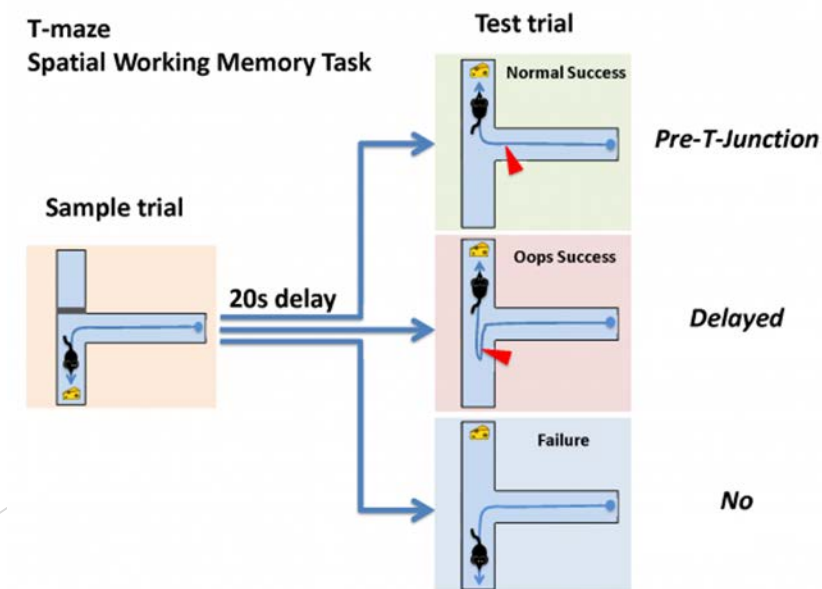 T-maze
Spatial Working Memory Task
Test trial
Normal Success
Pre-T-Junction
Sample trial
20s delay
Oops Success
Delayed
Failure
No